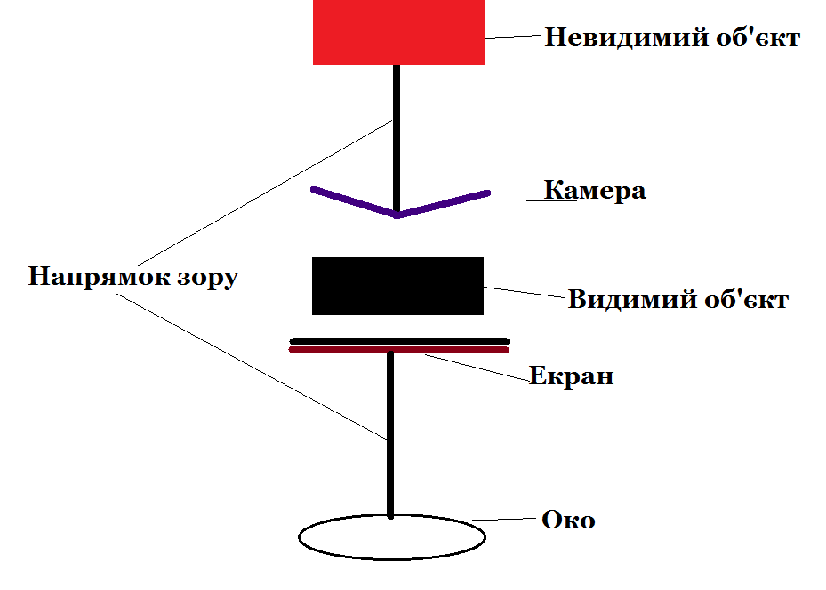 Невидимий об'єкт
Камера
Напрямок зору
Видимий об'єкт
Екран
Око